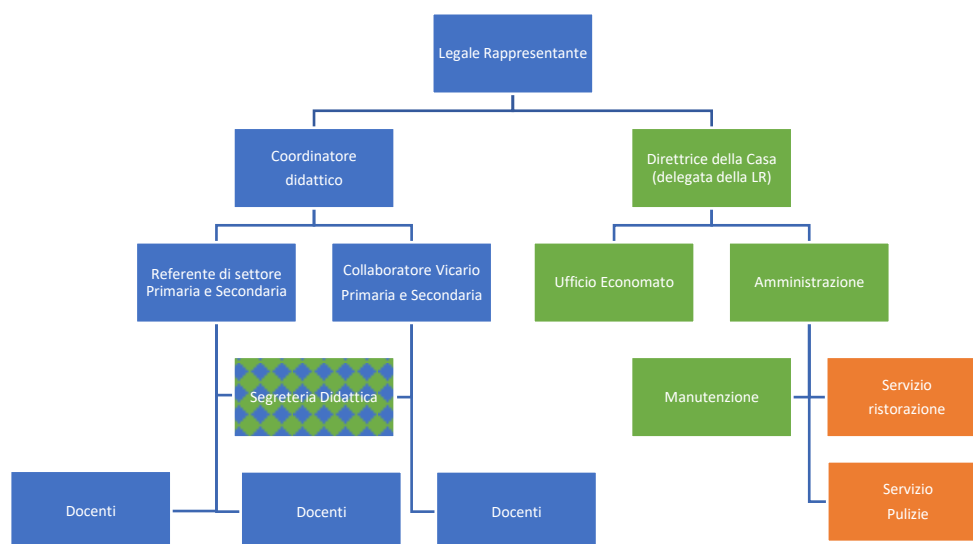 Legale Rappresentante
Coordinatore
didattico
Direttrice della Casa
(delegata della LR)
Referente di settore
Primaria e Secondaria
Collaboratore Vicario
Primaria e Secondaria
Ufficio Economato
Amministrazione
Segreteria Didattica
Manutenzione
Servizio
ristorazione
Docenti
Docenti
Docenti
Servizio
Pulizie